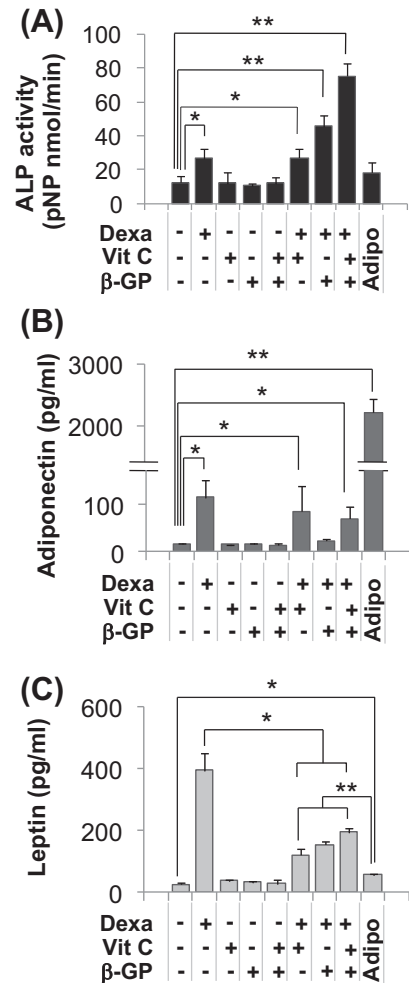 (A)
ALP activity
(pNP nmol/min)
100
80
60
40
20
0
**
**
*
*
Dexa - + - - - + + +
Vit C - - + - + + - +
β-GP - - - + + - + +
Adipo
(B)
Adiponectin (pg/ml)
3000
2000
100
0
**
*
*
*
Dexa - + - - - + + +
Vit C - - + - + + - +
β-GP - - - + + - + +
Adipo
(C)
Leptin (pg/ml)
600
400
200
0
*
*
**
Dexa - + - - - + + +
Vit C - - + - + + - +
β-GP - - - + + - + +
Adipo